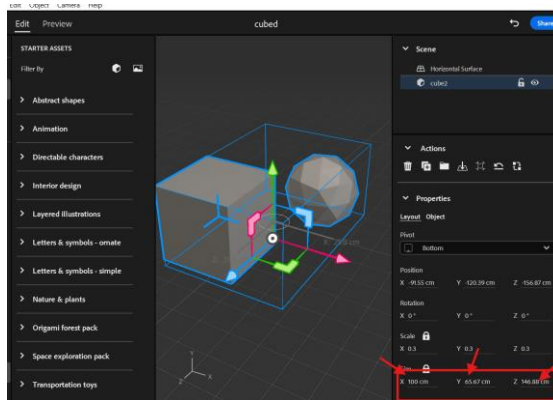 Edit Object Camera Help
Edit Preview cubed Share
STARTER ASSETS
Filter By
Abstract shapes
Animation
Directable characters
Interior design
Layered illustrations
Letters & symbols - ornate
Letters & symbols - simple
Nature & plants
Origami forest pack
Space exploration pack
Transportation toys
Y
X
Z
Scene
Horizontal Surface
cube2
Actions
Properties
Layout Object
Pivot
Bottom
Position
X -91.55 cm Y -120.39 cm Z -156.87 cm
Rotation
X 0° Y 0° Z 0°
Scale
X 0.3 Y 0.3 Z 0.3
X 100 cm Y 65.67 cm Z 146.88 cm